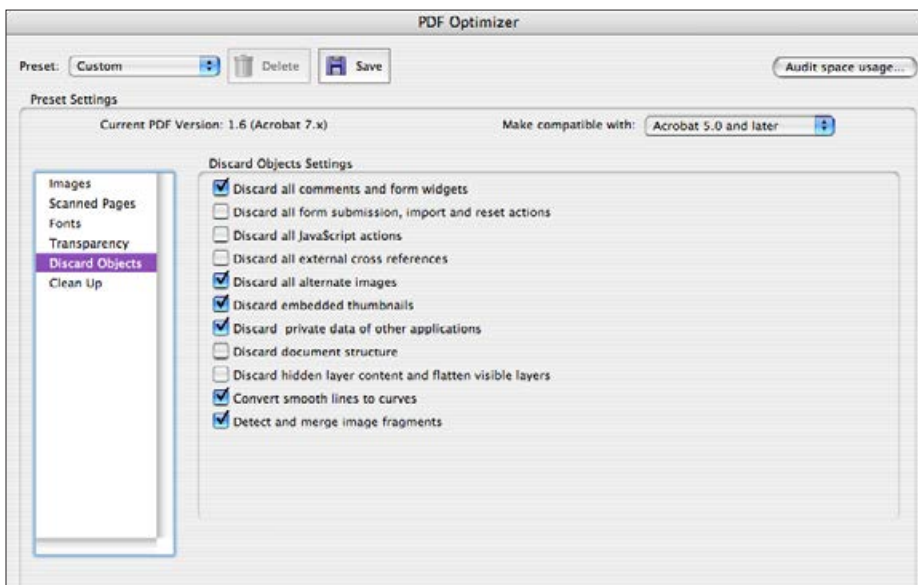 PDF Optimizer
Preset: Custom Delete Save Audit space usage...
Preset Settings
Current PDF Version: 1.6 (Acrobat 7.x) Make compatible with: Acrobat 5.0 and later
Discard Objects Settings
Images
Scanned Pages
Fonts
Transparency
Discard Objects
Clean Up
Discard all comments and form widgets
Discard all form submission, import and reset actions
Discard all JavaScript actions
Discard all external cross references
Discard all alternate images
Discard embedded thumbnails
Discard private data of other applications
Discard document structure
Discard hidden layer content and flatten visible layers
Convert smooth lines to curves
Detect and merge image fragments